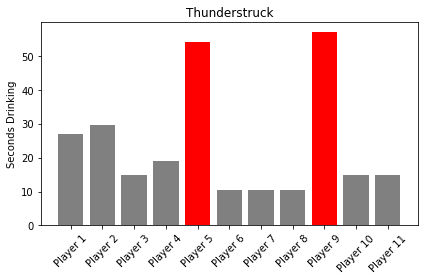 Thunderstruck
Seconds Drinking
50
40
30
20
10
0
Player 1
Player 2
Player 3
Player 4
Player 5
Player 6
Player 7
Player 8
Player 9
Player 10
Player 11